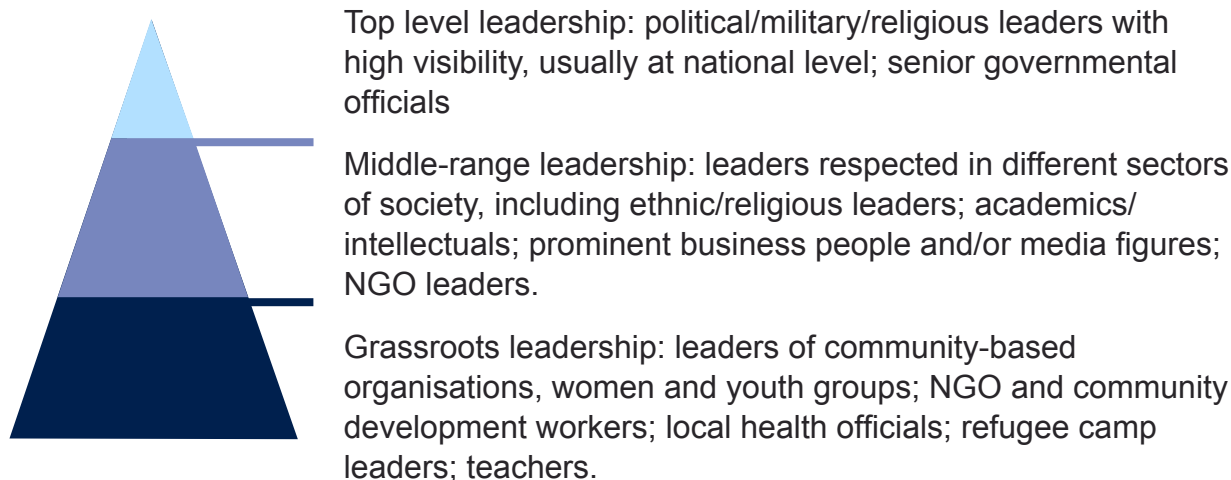 Top level leadership: political/military/religious leaders with
high visibility, usually at national level; senior governmental
officials
Middle-range leadership: leaders respected in different sectors
of society, including ethnic/religious leaders; academics/
intellectuals; prominent business people and/or media figures;
NGO leaders.
Grassroots leadership: leaders of community-based
organisations, women and youth groups; NGO and community
development workers; local health officials; refugee camp
leaders; teachers.